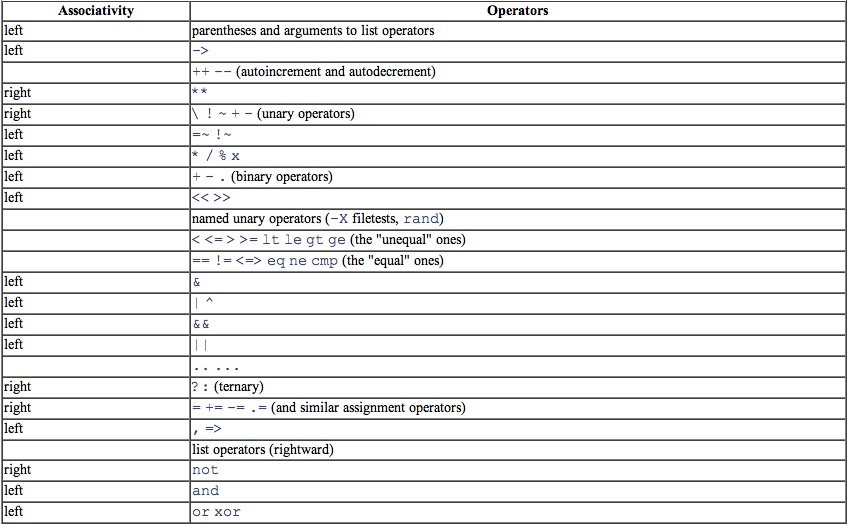 Associativity Operators
left parentheses and arguments to list operators
left ->
++ -- (autoincrement and autodecrement)
right **
right \ ! ~ + - (unary operators)
left =~ !~
left * / % x
left + - . (binary operators)
left << >>
named unary operators (-X filetests, rand)
< <= > >= lt le gt ge (the "unequal" ones)
== != <=> eq ne cmp (the "equal" ones)
left &
left | ^
left &&
left ||
.. ...
right ? : (ternary)
right = += -= .= (and similar assignment operators)
left , =>
list operators (rightward)
right not
left and
left or xor